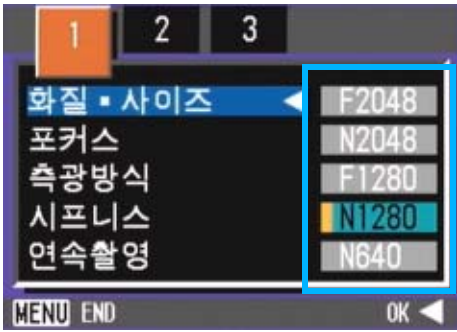 1 2 3
화질▪사이즈 ◀ F2048
포커스 N2048
측광방식 F1280
시프니스 N1280
연속촬영 N640
MENU END OK ◀